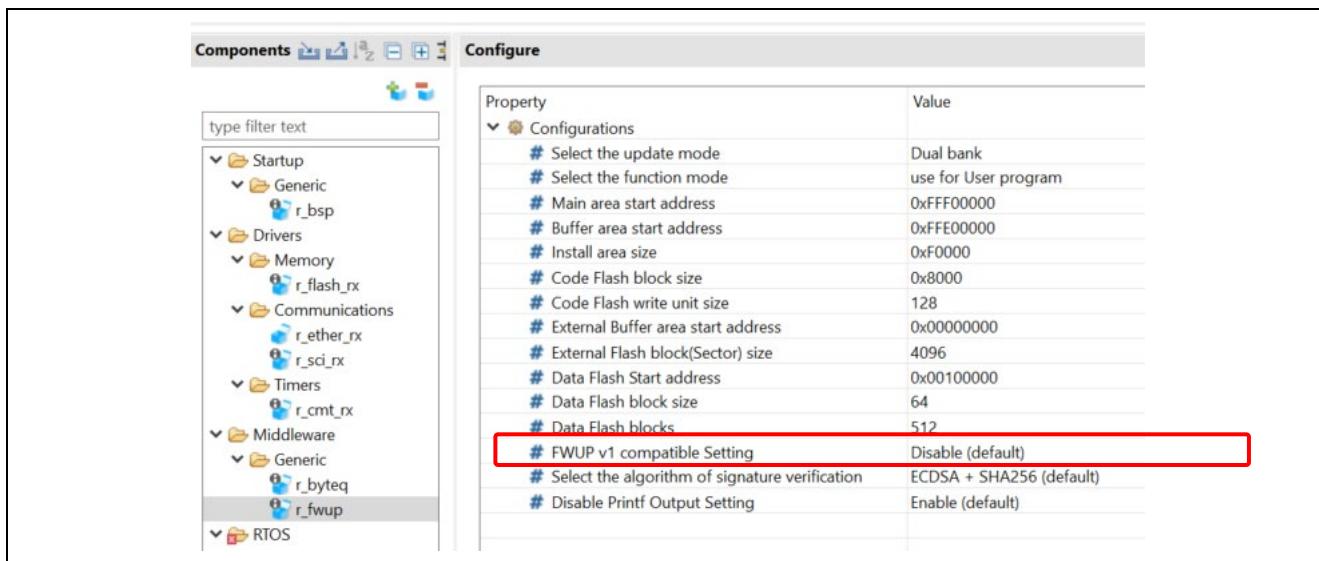 Components
Configure
type filter text
Startup
Generic
r_bsp
Drivers
Memory
r_flash_rx
Communications
r_ether_rx
r_sci_rx
Timers
r_cmt_rx
Middleware
Generic
r_byteq
r_fwup
RTOS
Property Value
Configurations
# Select the update mode Dual bank
# Select the function mode use for User program
# Main area start address 0xFFF00000
# Buffer area start address 0xFFE00000
# Install area size 0xF0000
# Code Flash block size 0x8000
# Code Flash write unit size 128
# External Buffer area start address 0x00000000
# External Flash block(Sector) size 4096
# Data Flash Start address 0x00100000
# Data Flash block size 64
# Data Flash blocks 512
# FWUP v1 compatible Setting Disable (default)
# Select the algorithm of signature verification ECDSA + SHA256 (default)
# Disable Printf Output Setting Enable (default)